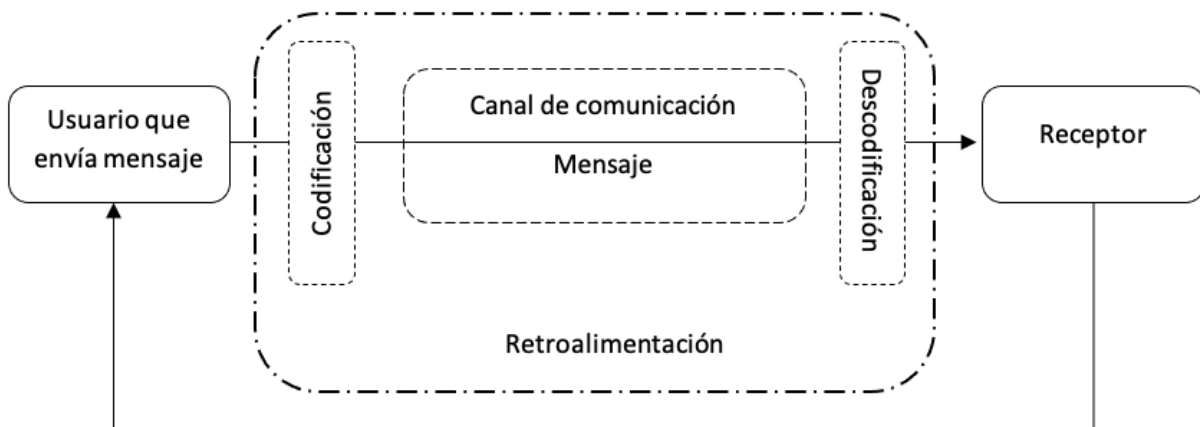 Usuario que
envía mensaje
Codificación
Canal de comunicación
Mensaje
Descodificación
Receptor
Retroalimentación